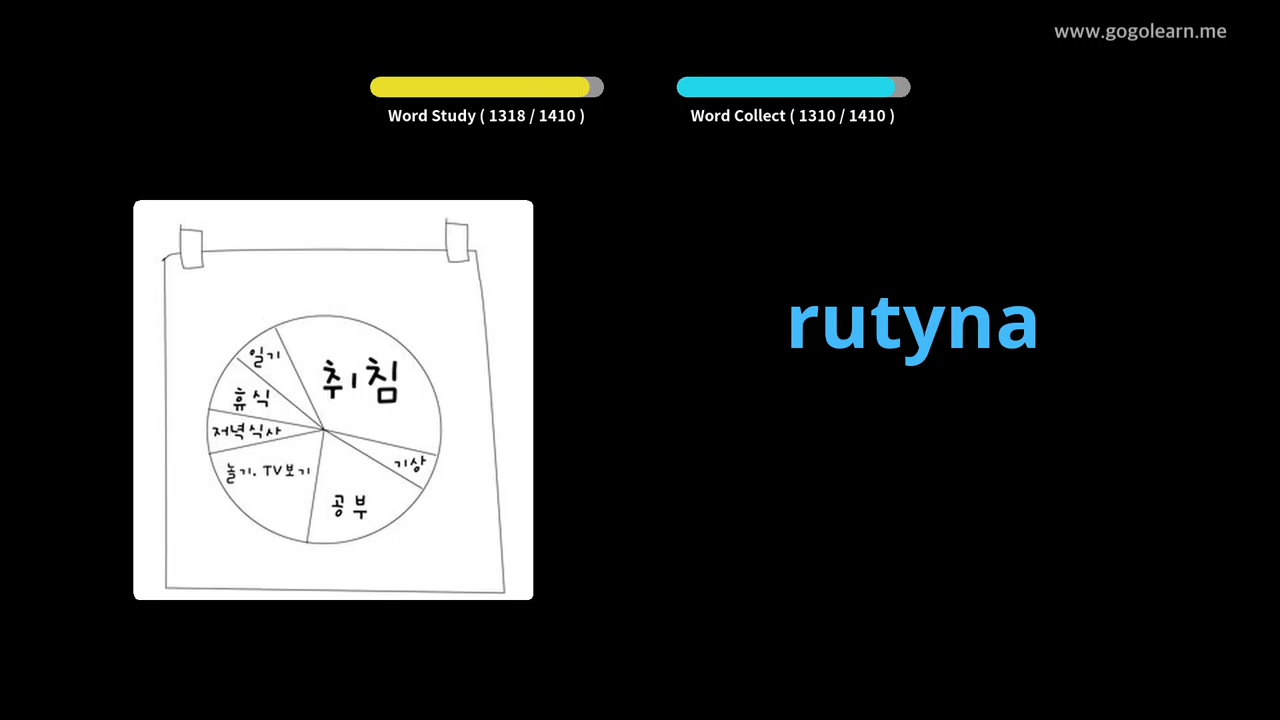 www.gogolearn.me
Word Study ( 1318 / 1410 )
Word Collect ( 1310 / 1410 )
rutyna
일기
취침
휴식
저녁식사
기상
놀기. TV보기
공부